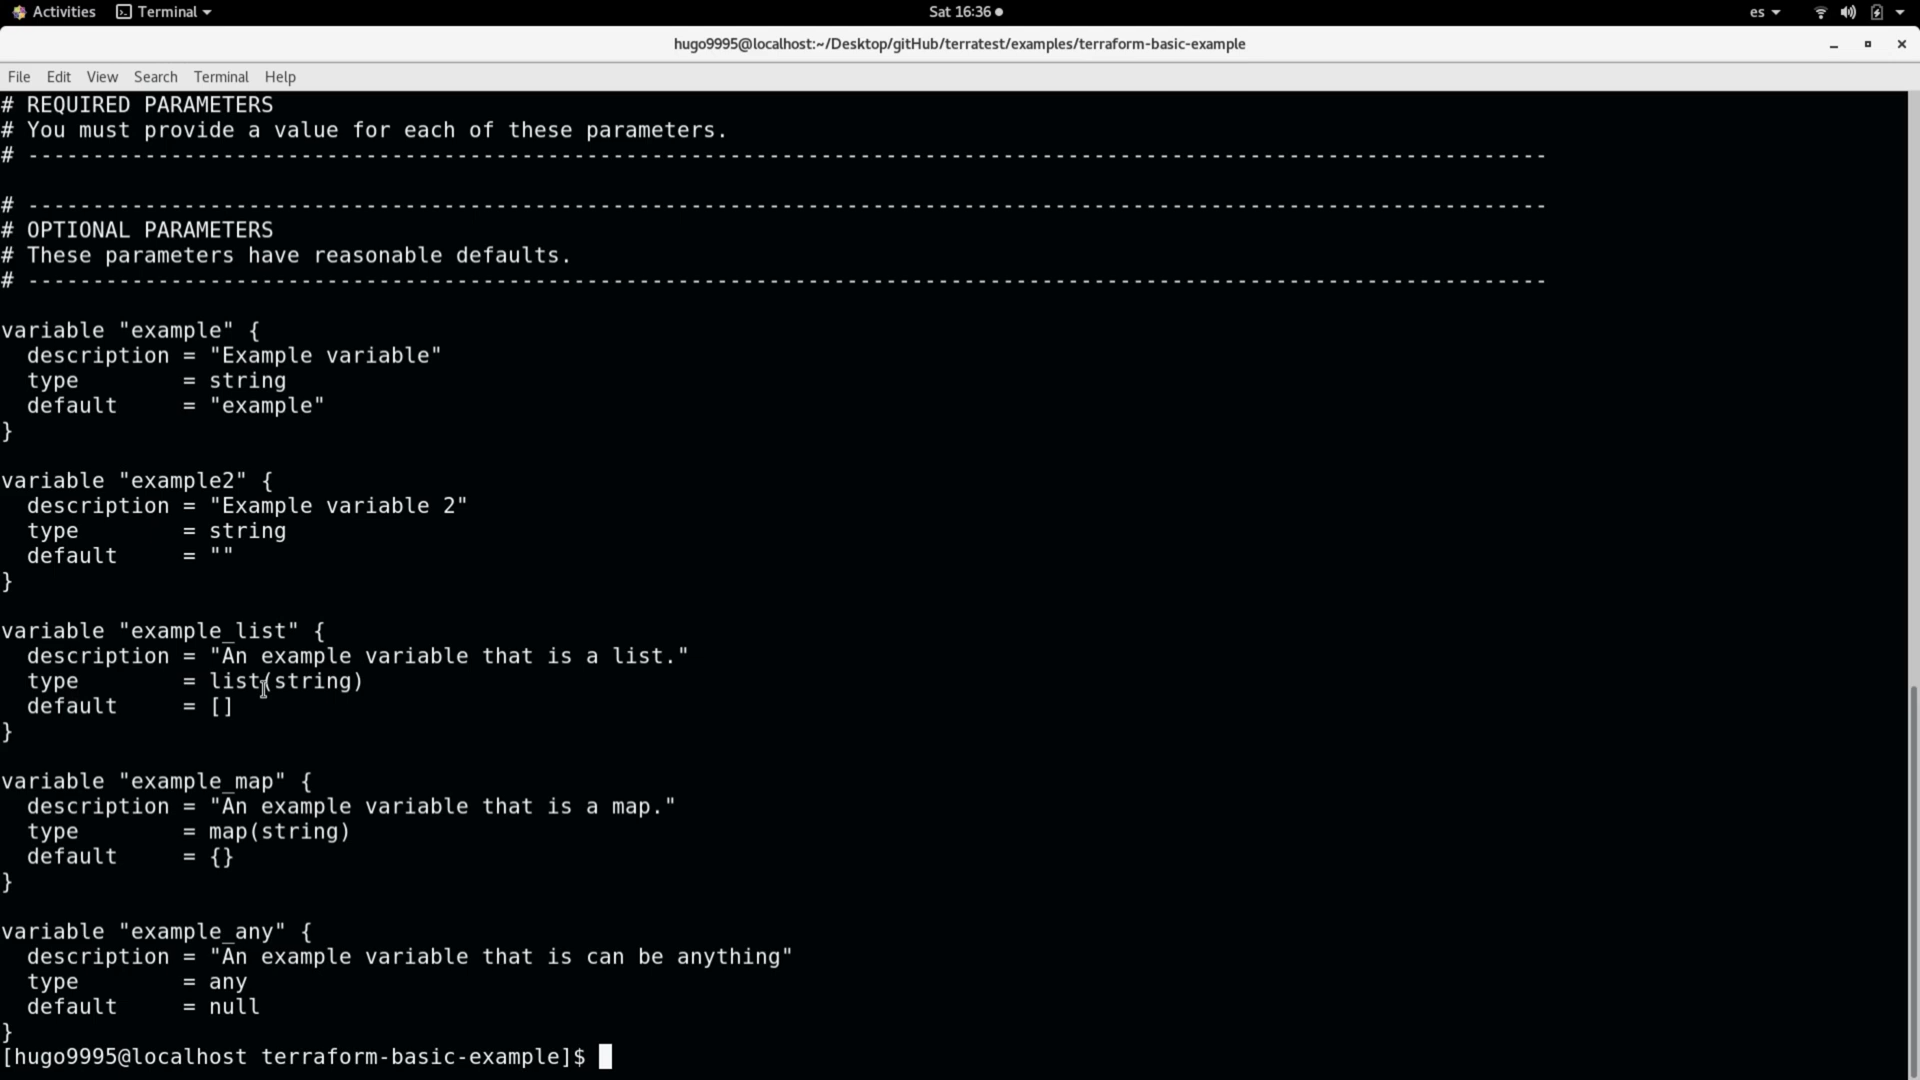 Activities Terminal Sat 16:36 es
hugo9995@localhost:~/Desktop/gitHub/terratest/examples/terraform-basic-example
File Edit View Search Terminal Help
# REQUIRED PARAMETERS
# You must provide a value for each of these parameters.
# ---------------------------------------------------------------------------------------------------------------------
# ---------------------------------------------------------------------------------------------------------------------
# OPTIONAL PARAMETERS
# These parameters have reasonable defaults.
# ---------------------------------------------------------------------------------------------------------------------
variable "example" {
  description = "Example variable"
  type        = string
  default     = "example"
}
variable "example2" {
  description = "Example variable 2"
  type        = string
  default     = ""
}
variable "example_list" {
  description = "An example variable that is a list."
  type        = list(string)
  default     = []
}
variable "example_map" {
  description = "An example variable that is a map."
  type        = map(string)
  default     = {}
}
variable "example_any" {
  description = "An example variable that is can be anything"
  type        = any
  default     = null
}
[hugo9995@localhost terraform-basic-example]$